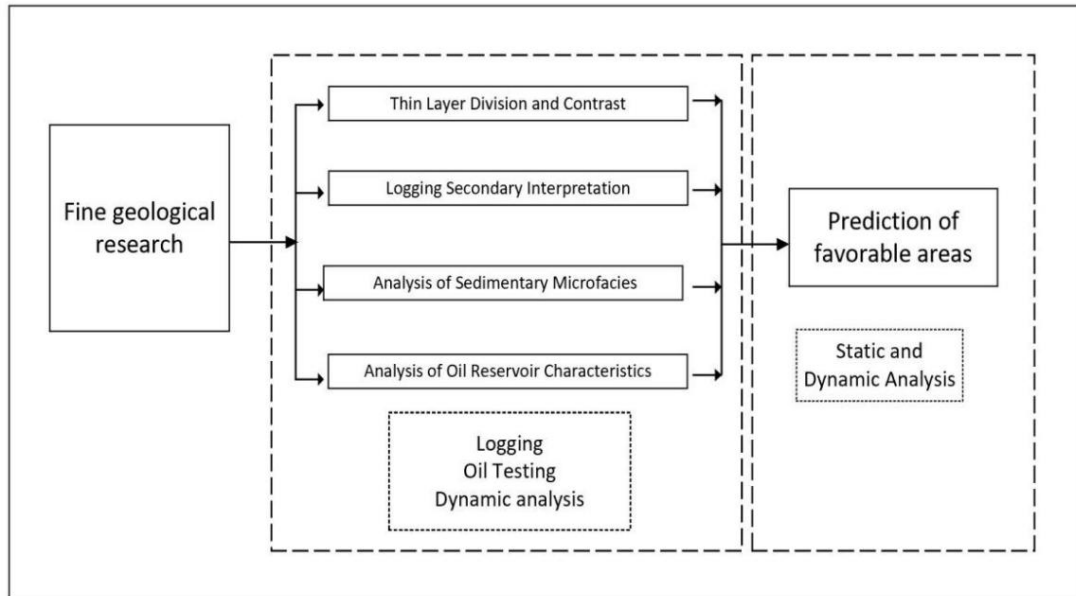 Fine geological
research
Thin Layer Division and Contrast
Logging Secondary Interpretation
Analysis of Sedimentary Microfacies
Analysis of Oil Reservoir Characteristics
Logging
Oil Testing
Dynamic analysis
Prediction of
favorable areas
Static and
Dynamic Analysis